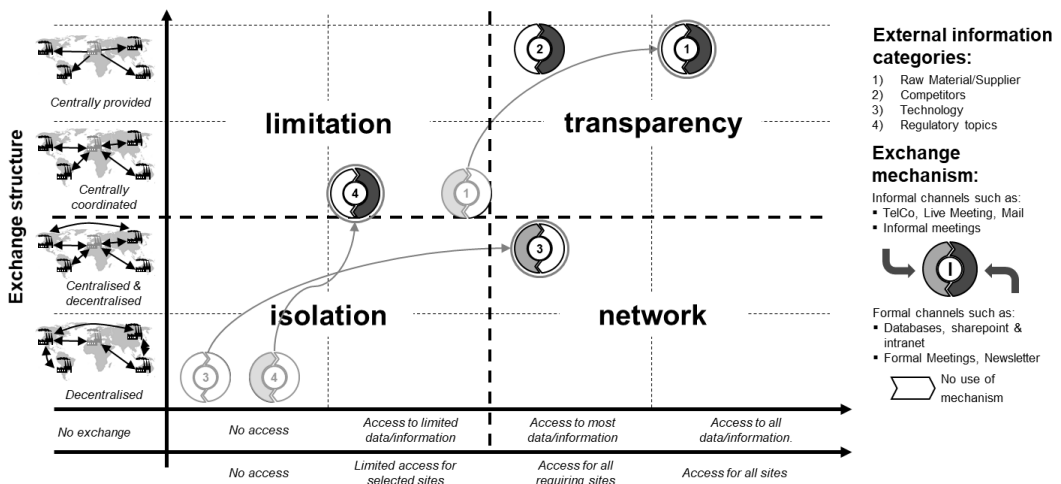 External information
categories:
1) Raw Material/Supplier
2) Competitors
3) Technology
4) Regulatory topics
Exchange
mechanism:
Informal channels such as:
▪ TelCo, Live Meeting, Mail
▪ Informal meetings
I
Formal channels such as:
▪ Databases, sharepoint &
intranet
▪ Formal Meetings, Newsletter
No use of
mechanism
Exchange structure
Centrally provided
Centrally
coordinated
Centralised &
decentralised
Decentralised
limitation
transparency
isolation
network
2
1
4
1
3
3
4
No exchange
No access
Access to limited
data/information
Access to most
data/information
Access to all
data/information.
No access
Limited access for
selected sites
Access for all
requiring sites
Access for all sites